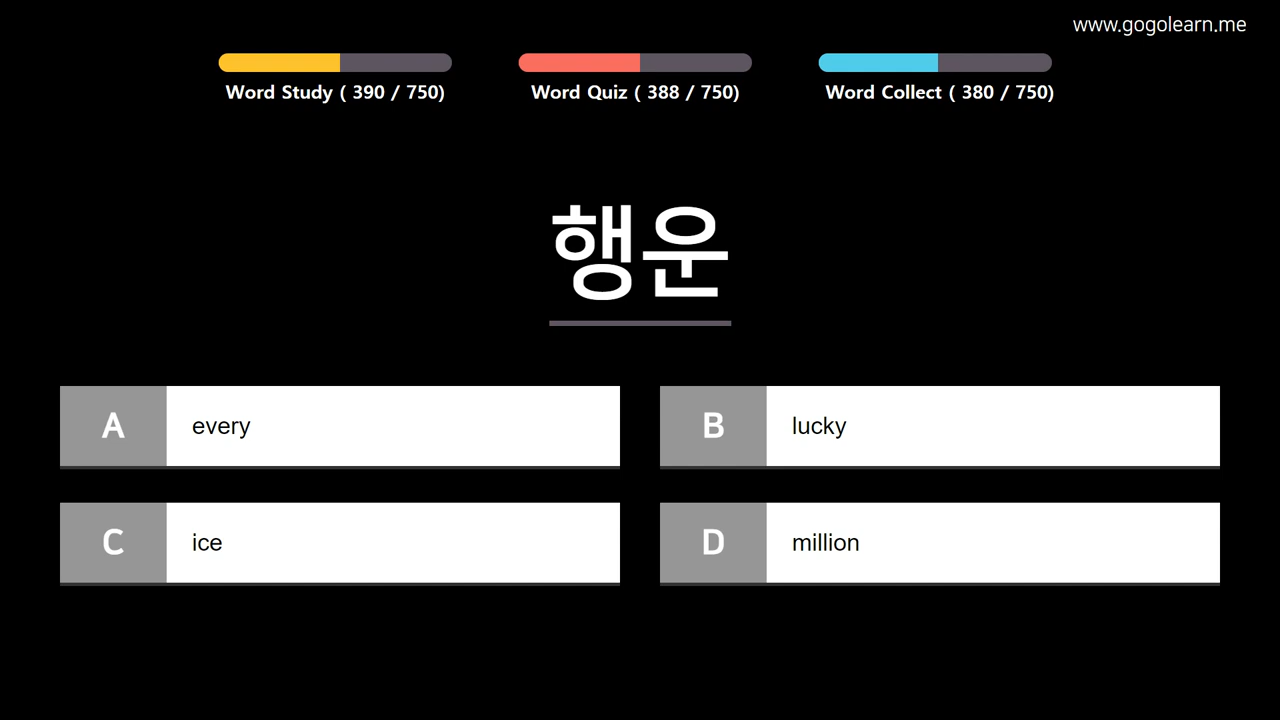 www.gogolearn.me
Word Study ( 390 / 750)
Word Quiz ( 388 / 750)
Word Collect ( 380 / 750)
행운
A every
B lucky
C ice
D million